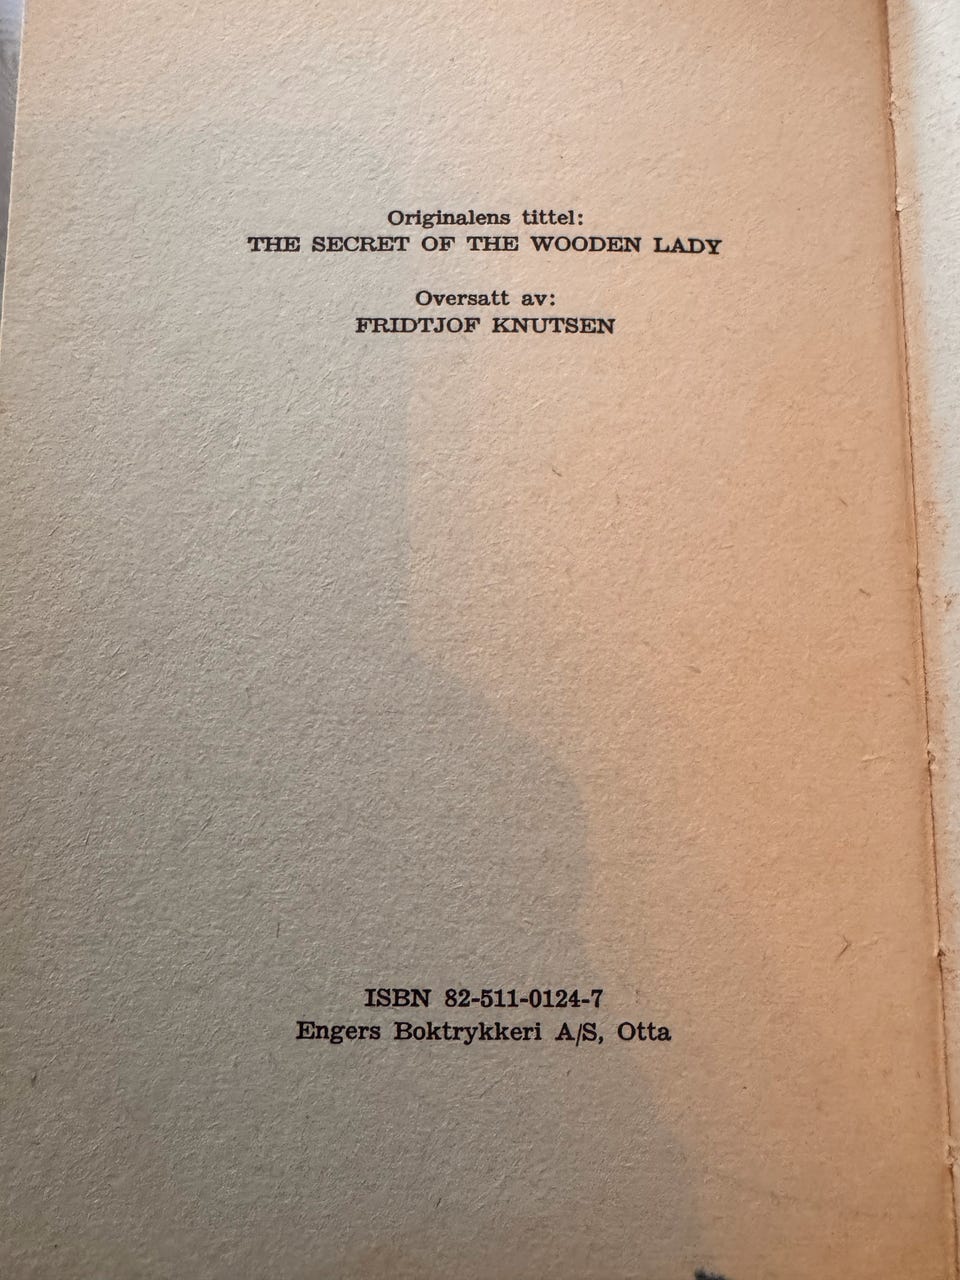 Originalens tittel:
THE SECRET OF THE WOODEN LADY
Oversatt av:
FRIDTJOF KNUTSEN
ISBN 82-511-0124-7
Engers Boktrykkeri A/S, Otta